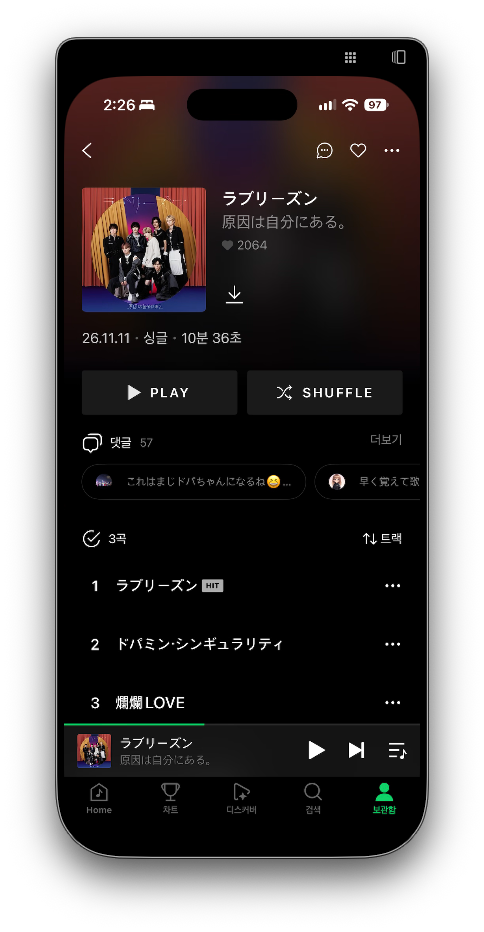 2:26
97
ラブリーズン
原因は自分にある。
2064
26.11.11 · 싱글 · 10분 36초
PLAY
SHUFFLE
댓글 57
더보기
これはまじドパちゃんになるね😆...
早く覚えて歌
3곡
트랙
1 ラブリーズン HIT
2 ドパミン·シンギュラリティ
3 爛爛LOVE
ラブリーズン
原因は自分にある。
Home
차트
디스커버
검색
보관함